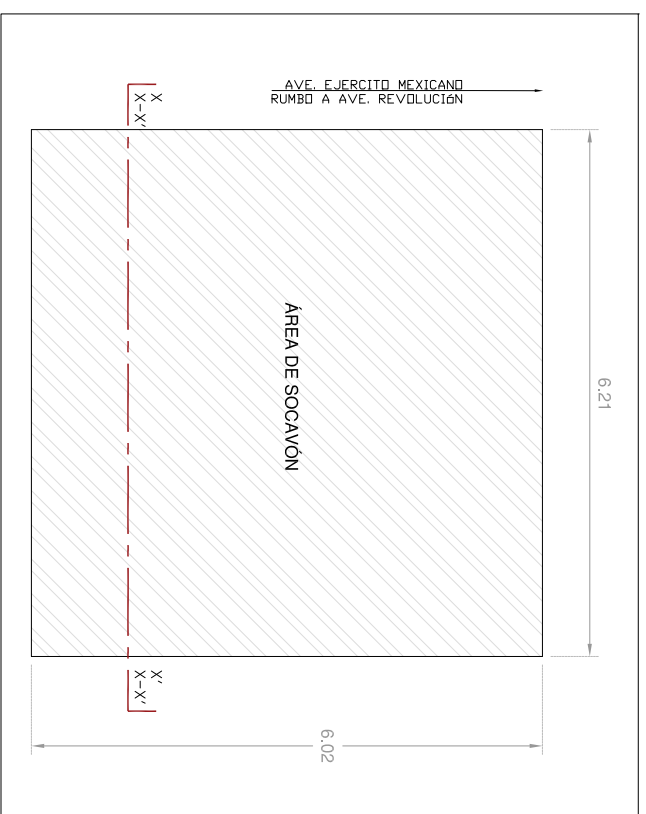 AVE. EJERCITO MEXICANO
RUMBO A AVE. REVOLUCIóN
X
X-X'
6.21
ÁREA DE SOCAVÓN
X'
X-X'
6.02